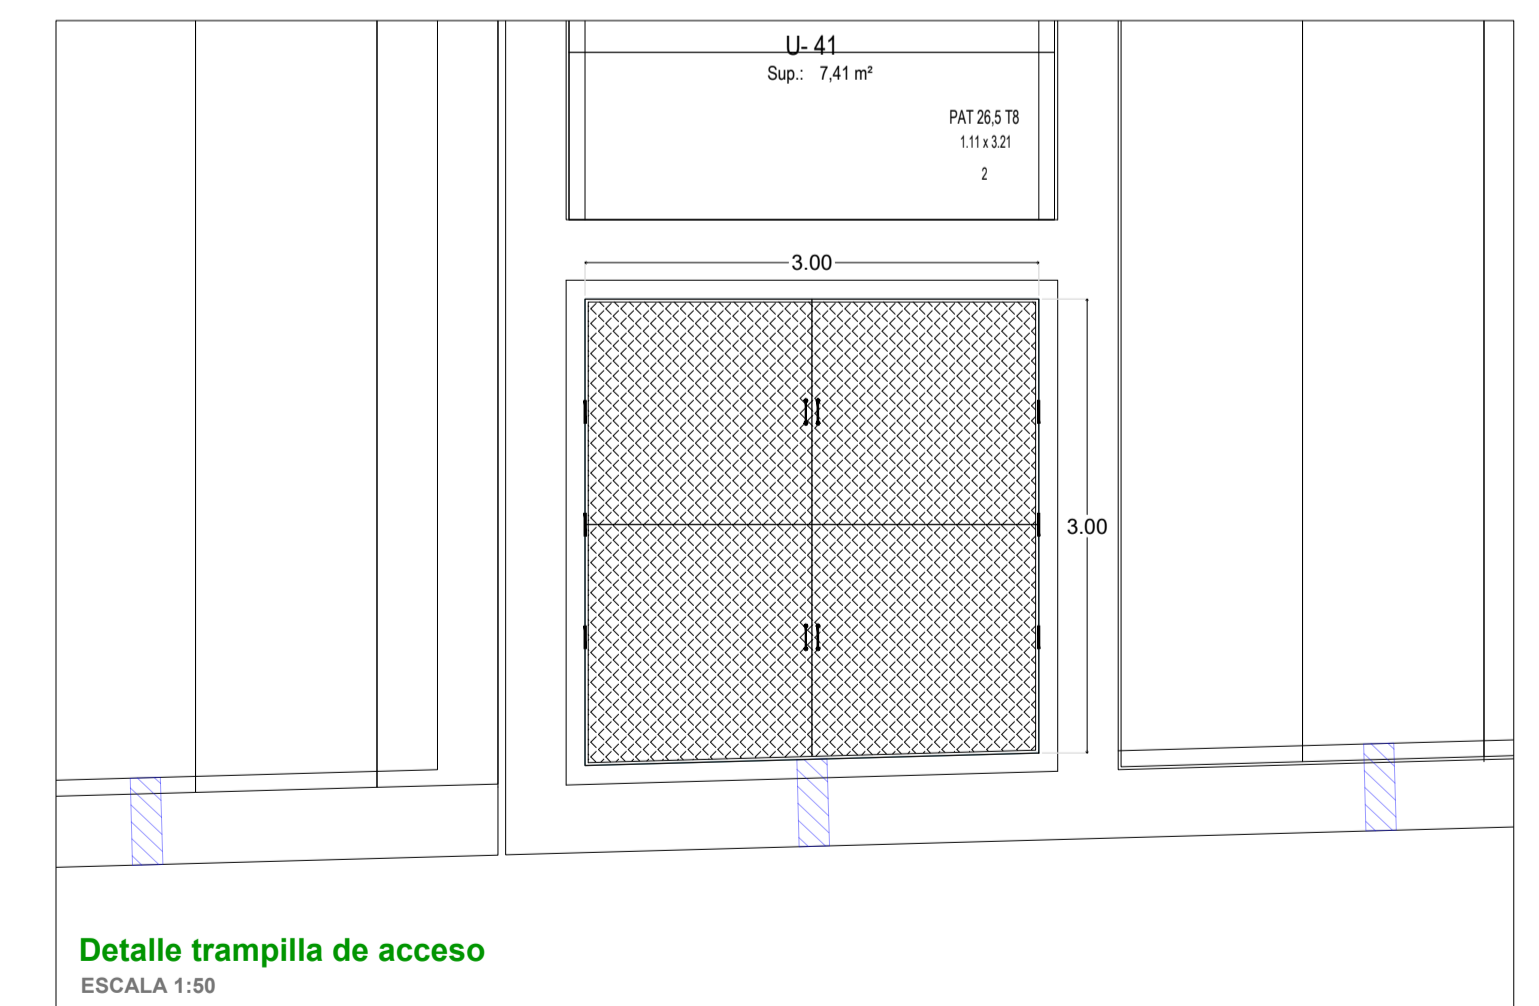 U- 41
Sup.: 7,41 m²
PAT 26,5 T8
1.11 x 3.21
2
3.00
3.00
Detalle trampilla de acceso
ESCALA 1:50